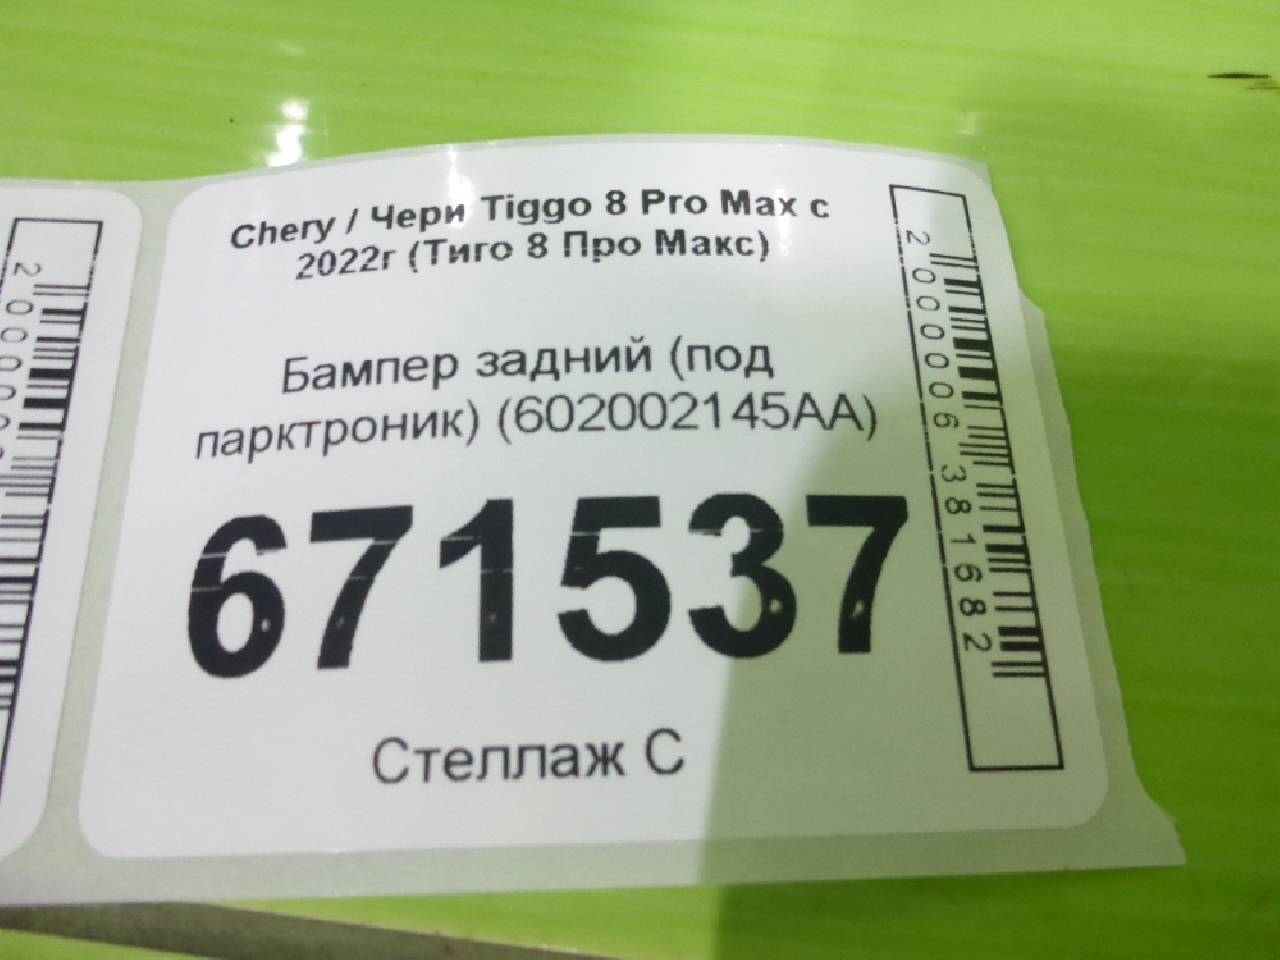 Chery / Чери Tiggo 8 Pro Max с
2022г (Тиго 8 Про Макс)
Бампер задний (под
парктроник) (602002145AA)
671537
Стеллаж С
2000006381682